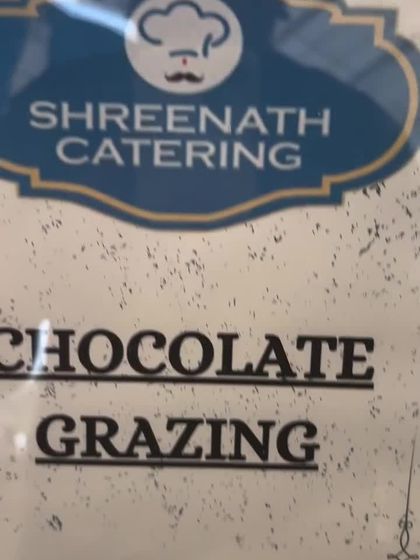 SHREENATH
CATERING
CHOCOLATE
GRAZING